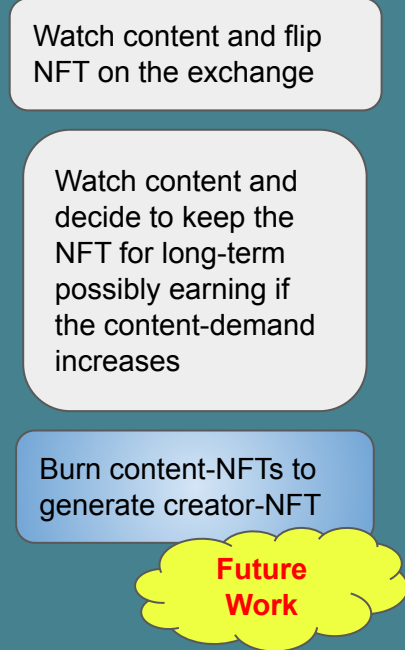 Watch content and flip
NFT on the exchange
Watch content and
decide to keep the
NFT for long-term
possibly earning if
the content-demand
increases
Burn content-NFTs to
generate creator-NFT
Future
Work